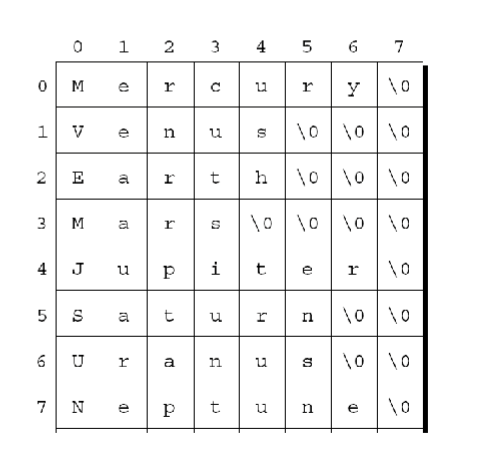 0 1 2 3 4 5 6 7
0 M e r c u r y \0
1 V e n u s \0 \0 \0
2 E a r t h \0 \0 \0
3 M a r s \0 \0 \0 \0
4 J u p i t e r \0
5 S a t u r n \0 \0
6 U r a n u s \0 \0
7 N e p t u n e \0